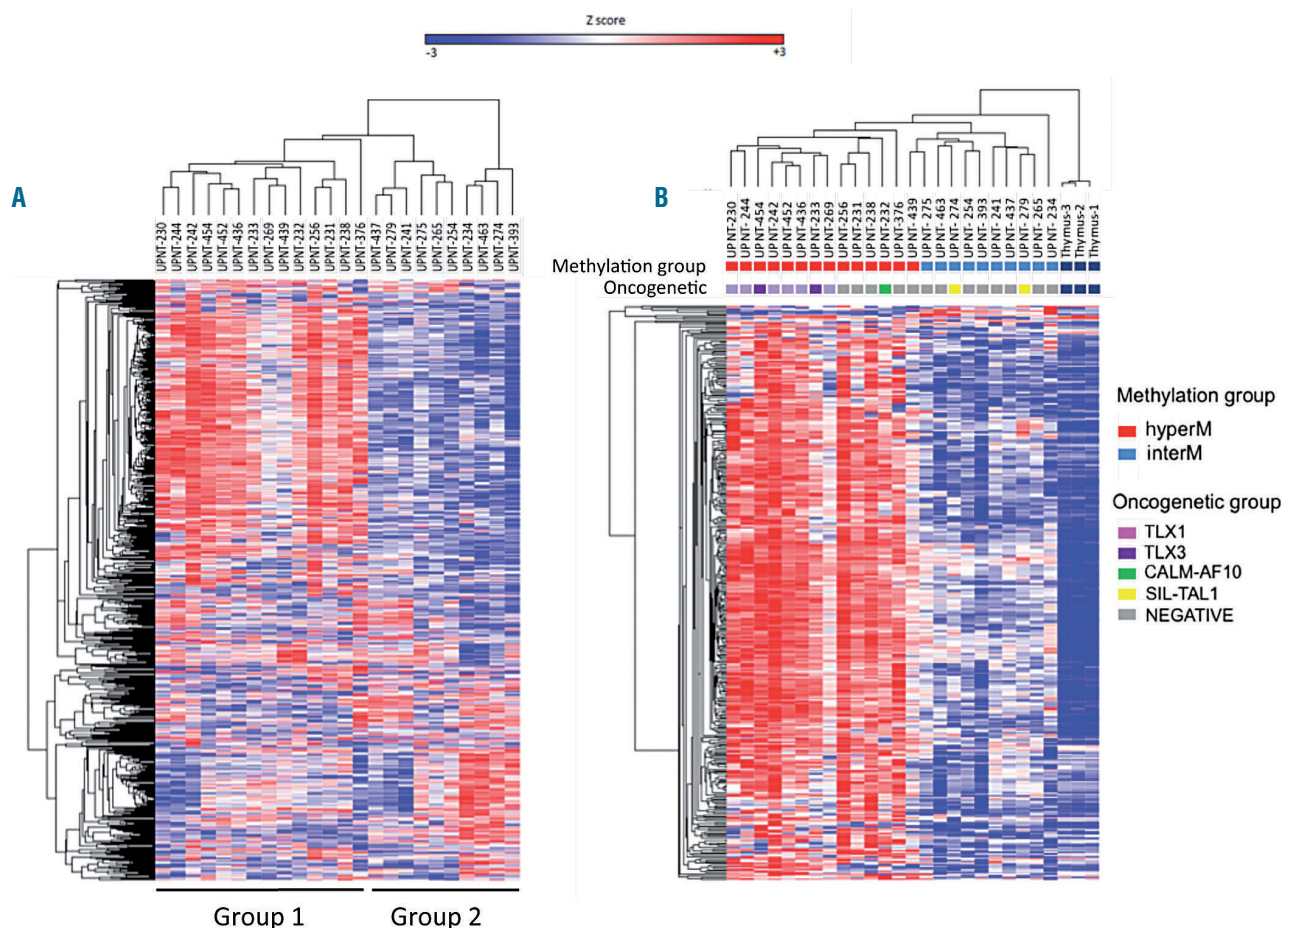 Z score
-3
+3
A
UPNT-230
UPNT-244
UPNT-242
UPNT-454
UPNT-452
UPNT-436
UPNT-233
UPNT-269
UPNT-439
UPNT-232
UPNT-256
UPNT-231
UPNT-238
UPNT-376
UPNT-437
UPNT-279
UPNT-241
UPNT-275
UPNT-265
UPNT-254
UPNT-234
UPNT-463
UPNT-274
UPNT-393
Group 1
Group 2
B
UPNT-230
UPNT- 244
UPNT-454
UPNT-242
UPNT-452
UPNT-436
UPNT-233
UPNT-269
UPNT-256
UPNT-231
UPNT-238
UPNT-232
UPNT-376
UPNT-439
UPNT-275
UPNT-463
UPNT-274
UPNT-254
UPNT- 393
UPNT- 241
UPNT-437
UPNT-279
UPNT-265
UPNT- 234
Thymus-3
Thymus-2
Thymus-1
Methylation group
Oncogenetic
Methylation group
hyperM
interM
Oncogenetic group
TLX1
TLX3
CALM-AF10
SIL-TAL1
NEGATIVE